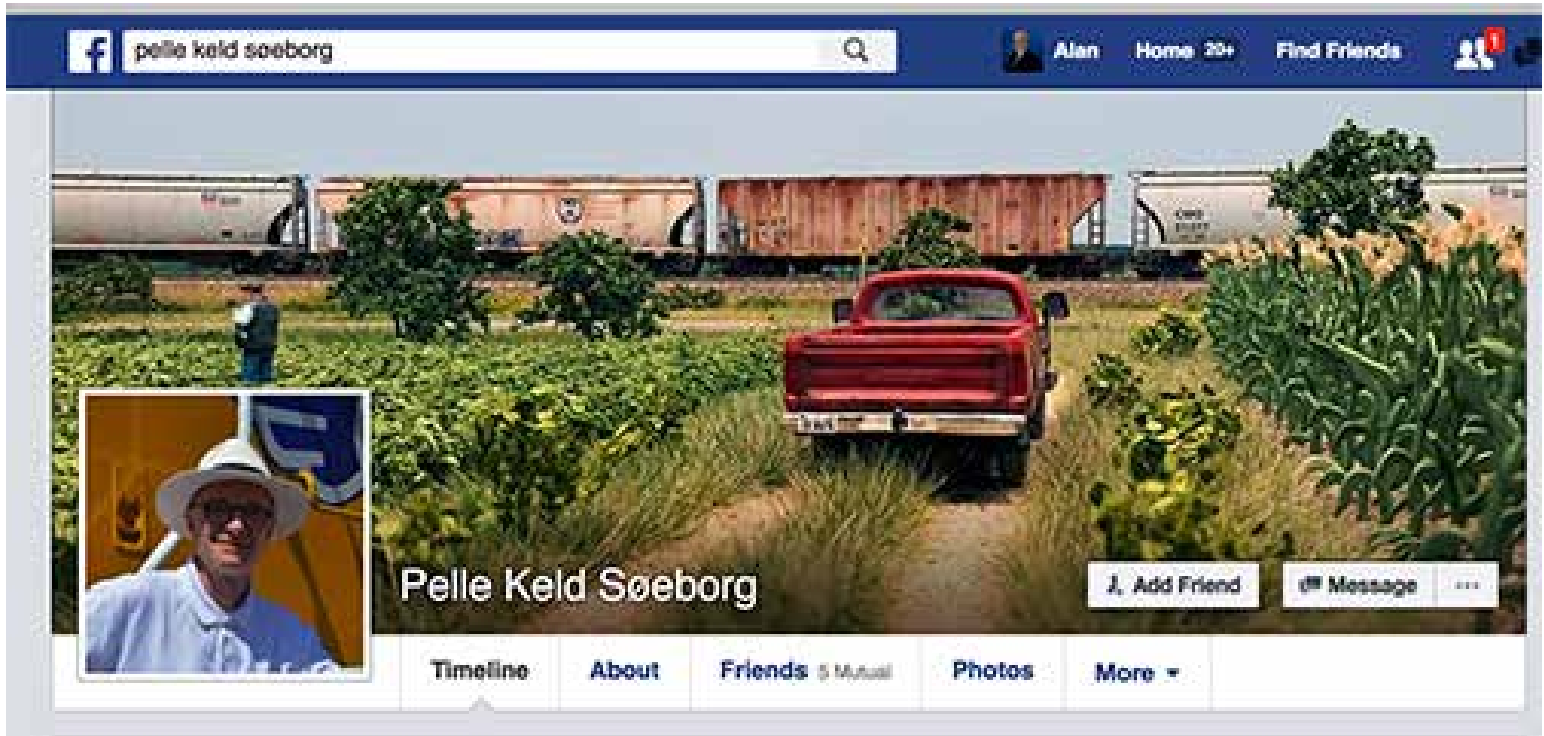 f pelle keld søeborg Alan Home 20+ Find Friends 1
Pelle Keld Søeborg Add Friend Message ...
Timeline About Friends 5 Mutual Photos More